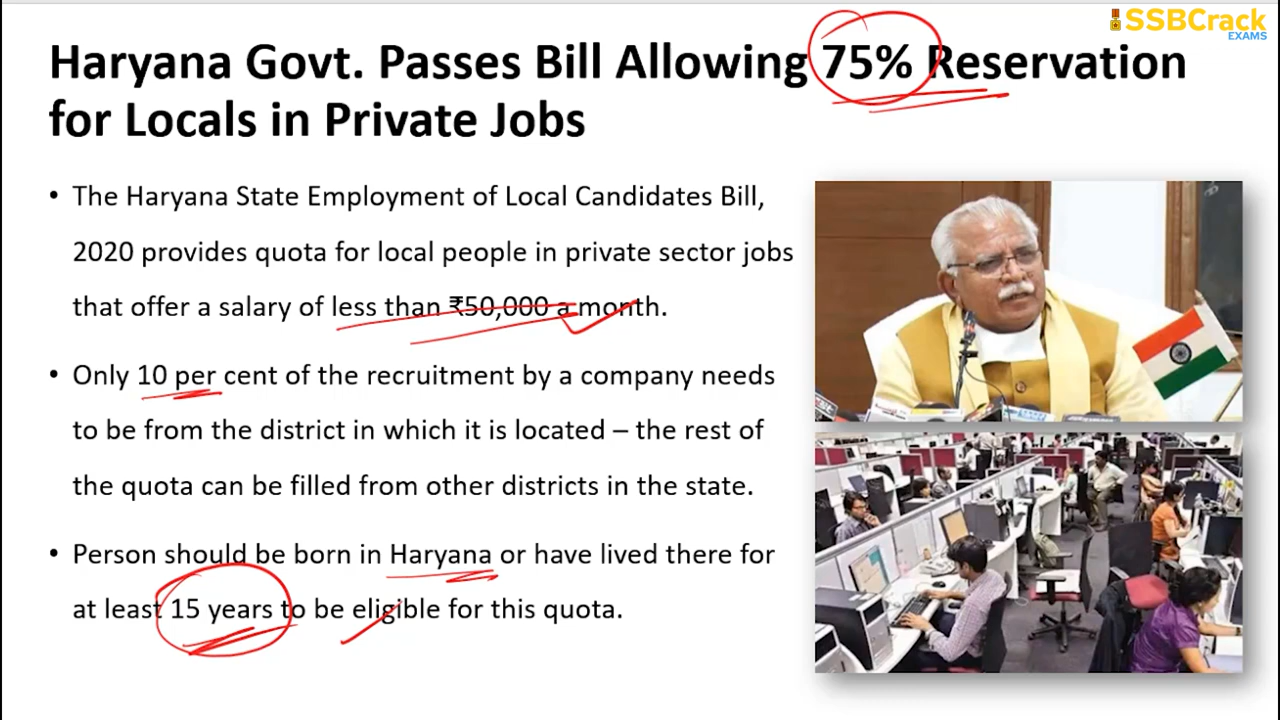 SSBCrack
EXAMS
Haryana Govt. Passes Bill Allowing 75% Reservation
for Locals in Private Jobs
• The Haryana State Employment of Local Candidates Bill,
2020 provides quota for local people in private sector jobs
that offer a salary of less than ₹50,000 a month.
• Only 10 per cent of the recruitment by a company needs
to be from the district in which it is located – the rest of
the quota can be filled from other districts in the state.
• Person should be born in Haryana or have lived there for
at least 15 years to be eligible for this quota.